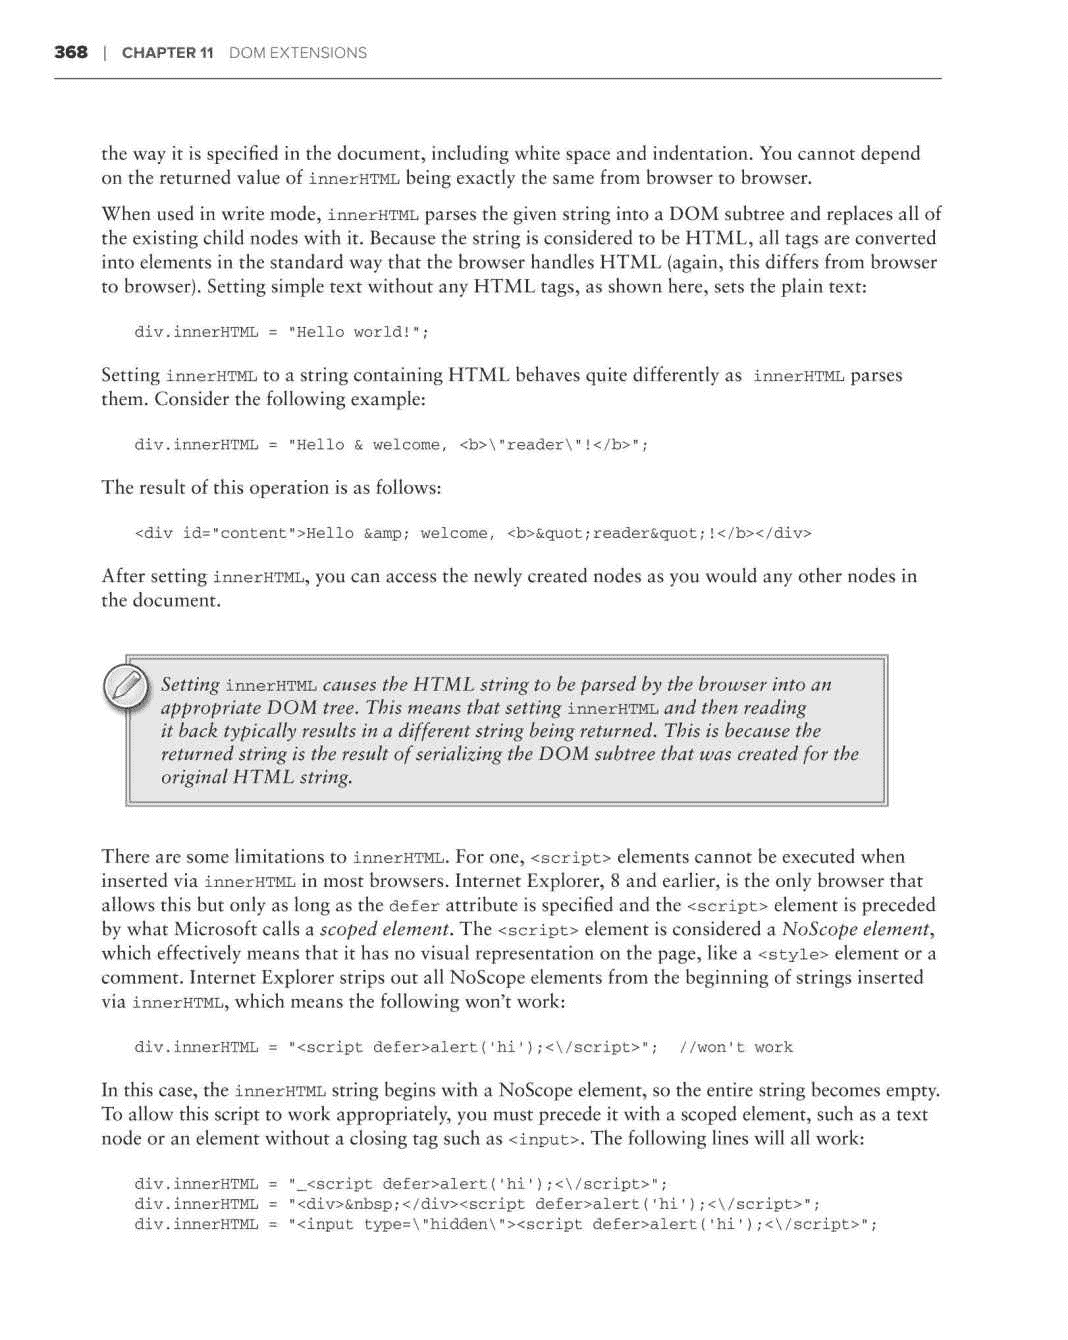 368 | CHAPTER 11 DOM EXTENSIONS
the way it is specified in the document, including white space and indentation. You cannot depend
on the returned value of innerHTML being exactly the same from browser to browser.
When used in write mode, innerHTML parses the given string into a DOM subtree and replaces all of
the existing child nodes with it. Because the string is considered to be HTML, all tags are converted
into elements in the standard way that the browser handles HTML (again, this differs from browser
to browser). Setting simple text without any HTML tags, as shown here, sets the plain text:
div.innerHTML = "Hello world!";
Setting innerHTML to a string containing HTML behaves quite differently as innerHTML parses
them. Consider the following example:
div.innerHTML = "Hello & welcome, <b>\"reader\"!</b>";
The result of this operation is as follows:
<div id="content">Hello &amp; welcome, <b>&quot;reader&quot;!</b></div>
After setting innerHTML, you can access the newly created nodes as you would any other nodes in
the document.
Setting innerHTML causes the HTML string to be parsed by the browser into an
appropriate DOM tree. This means that setting innerHTML and then reading
it back typically results in a different string being returned. This is because the
returned string is the result of serializing the DOM subtree that was created for the
original HTML string.
There are some limitations to innerHTML. For one, <script> elements cannot be executed when
inserted via innerHTML in most browsers. Internet Explorer, 8 and earlier, is the only browser that
allows this but only as long as the defer attribute is specified and the <script> element is preceded
by what Microsoft calls a scoped element. The <script> element is considered a NoScope element,
which effectively means that it has no visual representation on the page, like a <style> element or a
comment. Internet Explorer strips out all NoScope elements from the beginning of strings inserted
via innerHTML, which means the following won't work:
div.innerHTML = "<script defer>alert('hi');<\/script>"; //won't work
In this case, the innerHTML string begins with a NoScope element, so the entire string becomes empty.
To allow this script to work appropriately, you must precede it with a scoped element, such as a text
node or an element without a closing tag such as <input>. The following lines will all work:
div.innerHTML = "_<script defer>alert('hi');<\/script>";
div.innerHTML = "<div>&nbsp;</div><script defer>alert('hi');<\/script>";
div.innerHTML = "<input type=\"hidden\"><script defer>alert('hi');<\/script>";